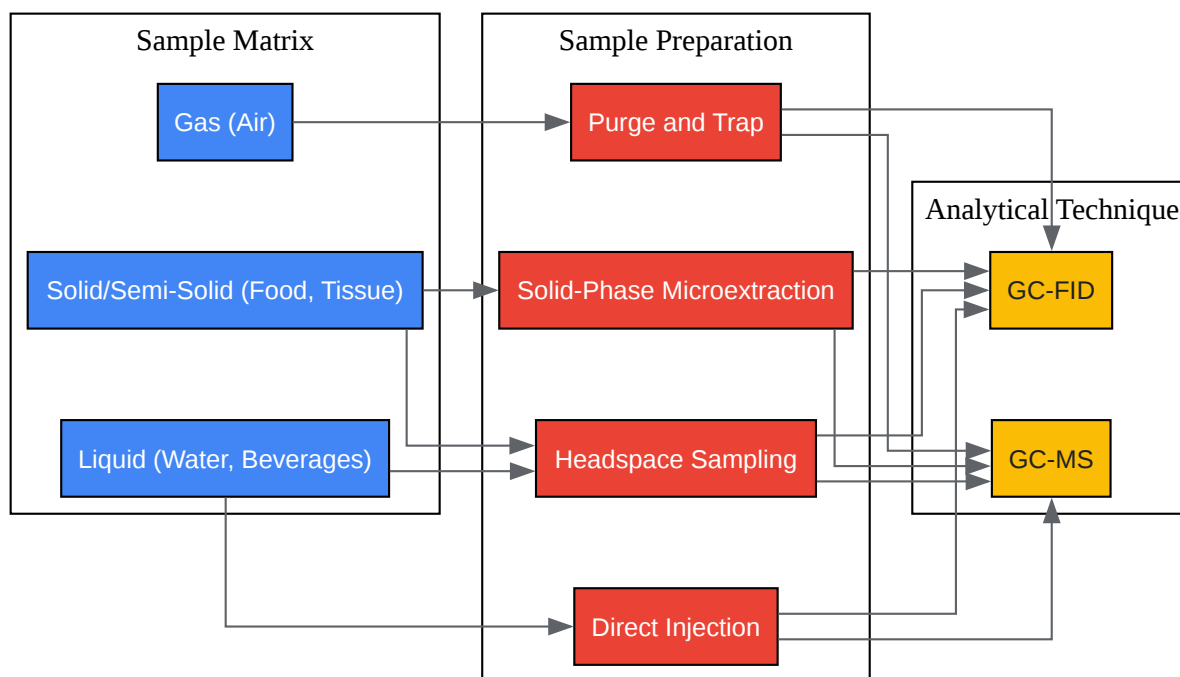 Sample Matrix
Gas (Air)
Solid/Semi-Solid (Food, Tissue)
Liquid (Water, Beverages)
Sample Preparation
Purge and Trap
Solid-Phase Microextraction
Headspace Sampling
Direct Injection
Analytical Technique
GC-FID
GC-MS